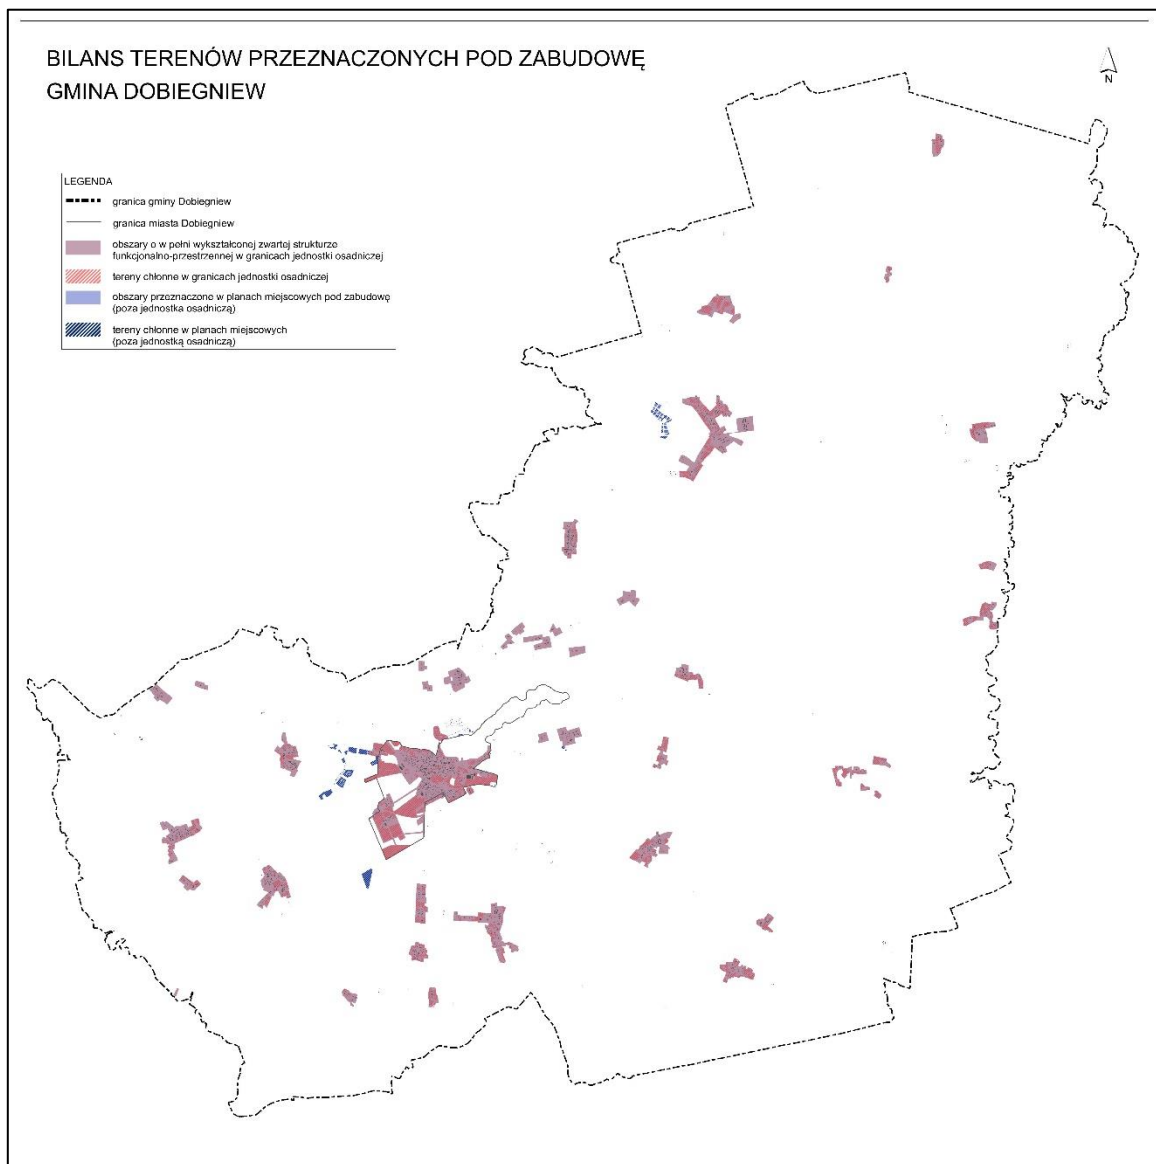 BILANS TERENÓW PRZEZNACZONYCH POD ZABUDOWĘ
GMINA DOBIEGNIEW
N
LEGENDA
granica gminy Dobiegniew
granica miasta Dobiegniew
obszary o w pełni wykształconej zwartej strukturze
funkcjonalno-przestrzennej w granicach jednostki osadniczej
tereny chłonne w granicach jednostki osadniczej
obszary przeznaczone w planach miejscowych pod zabudowę
(poza jednostka osadniczą)
tereny chłonne w planach miejscowych
(poza jednostką osadniczą)